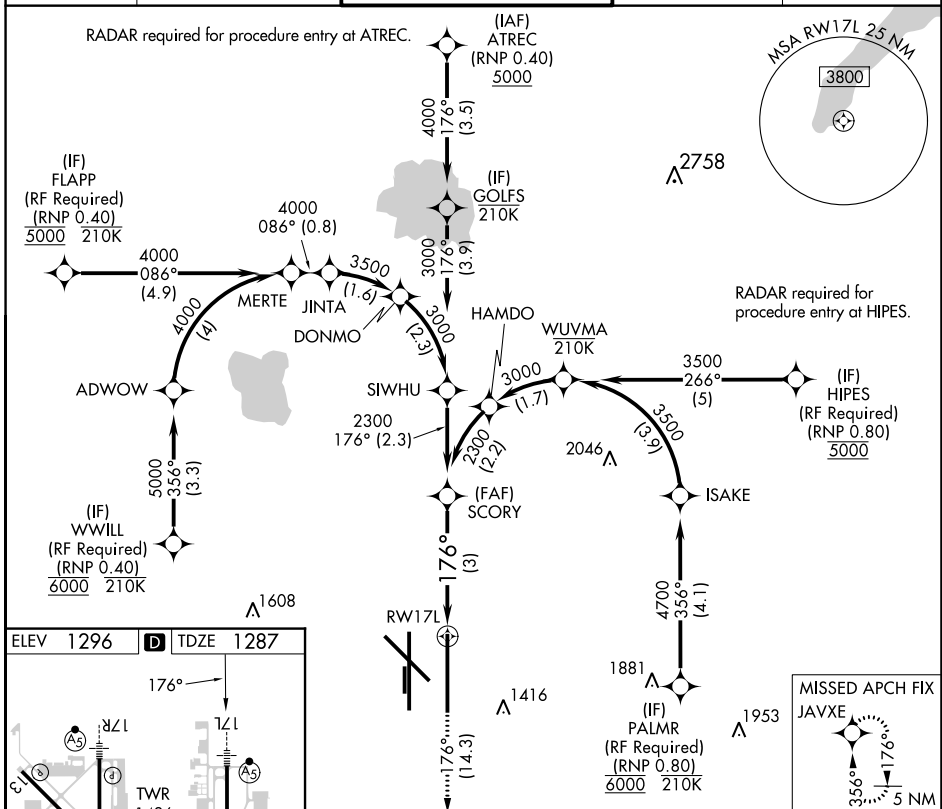 RADAR required for procedure entry at ATREC.
(IAF)
ATREC
(RNP 0.40)
5000
MSA RW17L 25 NM
3800
4000
176°
(3.5)
2758
(IF)
GOLFS
210K
(IF)
FLAPP
(RF Required)
(RNP 0.40)
5000 210K
4000
086° (0.8)
3000
176°
(3.9)
4000
086°
(4.9)
MERTE
JINTA
3500
(1.6)
DONMO
3000
(2.3)
HAMDO
WUVMA
210K
RADAR required for
procedure entry at HIPES.
4000
(4)
ADWOW
SIWHU
3000
(1.7)
3500
266°
(5)
(IF)
HIPES
(RF Required)
(RNP 0.80)
5000
2300
176° (2.3)
2300
(2.2)
2046
3500
(3.9)
ISAKE
5000
356°
(3.3)
(FAF)
SCORY
(IF)
WWILL
(RF Required)
(RNP 0.40)
6000 210K
176°
(3)
4700
356°
(4.1)
1608
RW17L
ELEV 1296 D TDZE 1287
176°
17R
17L
A5
A5
13
P
P
TWR
1416
1881
(IF)
PALMR
(RF Required)
(RNP 0.80)
6000 210K
1953
176°
(14.3)
MISSED APCH FIX
JAVXE
356°
176°
5 NM